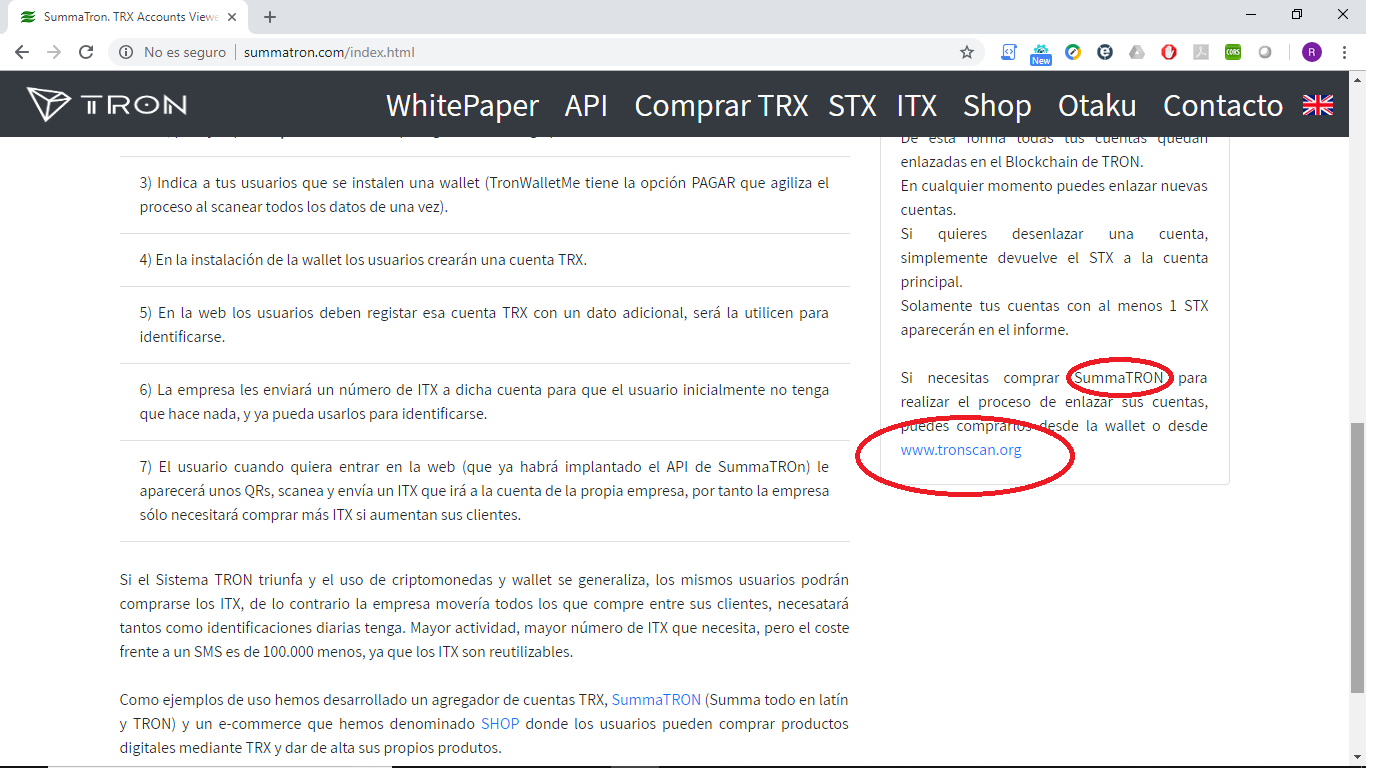 SummaTron. TRX Accounts Viewe
No es seguro | summatron.com/index.html
New
CORS
R
TRON
WhitePaper API Comprar TRX STX ITX Shop Otaku Contacto
3) Indica a tus usuarios que se instalen una wallet (TronWalletMe tiene la opción PAGAR que agiliza el
proceso al scanear todos los datos de una vez).
4) En la instalación de la wallet los usuarios crearán una cuenta TRX.
5) En la web los usuarios deben registar esa cuenta TRX con un dato adicional, será la utilicen para
identificarse.
6) La empresa les enviará un número de ITX a dicha cuenta para que el usuario inicialmente no tenga
que hace nada, y ya pueda usarlos para identificarse.
7) El usuario cuando quiera entrar en la web (que ya habrá implantado el API de SummaTROn) le
aparecerá unos QRs, scanea y envía un ITX que irá a la cuenta de la propia empresa, por tanto la empresa
sólo necesitará comprar más ITX si aumentan sus clientes.
Si el Sistema TRON triunfa y el uso de criptomonedas y wallet se generaliza, los mismos usuarios podrán
comprarse los ITX, de lo contrario la empresa movería todos los que compre entre sus clientes, necesatará
tantos como identificaciones diarias tenga. Mayor actividad, mayor número de ITX que necesita, pero el coste
frente a un SMS es de 100.000 menos, ya que los ITX son reutilizables.
Como ejemplos de uso hemos desarrollado un agregador de cuentas TRX, SummaTRON (Summa todo en latín
y TRON) y un e-commerce que hemos denominado SHOP donde los usuarios pueden comprar productos
digitales mediante TRX y dar de alta sus propios produtos.
De esta forma todas tus cuentas quedan
enlazadas en el Blockchain de TRON.
En cualquier momento puedes enlazar nuevas
cuentas.
Si quieres desenlazar una cuenta,
simplemente devuelve el STX a la cuenta
principal.
Solamente tus cuentas con al menos 1 STX
aparecerán en el informe.
Si necesitas comprar SummaTRON para
realizar el proceso de enlazar sus cuentas,
puedes comprarlos desde la wallet o desde
www.tronscan.org